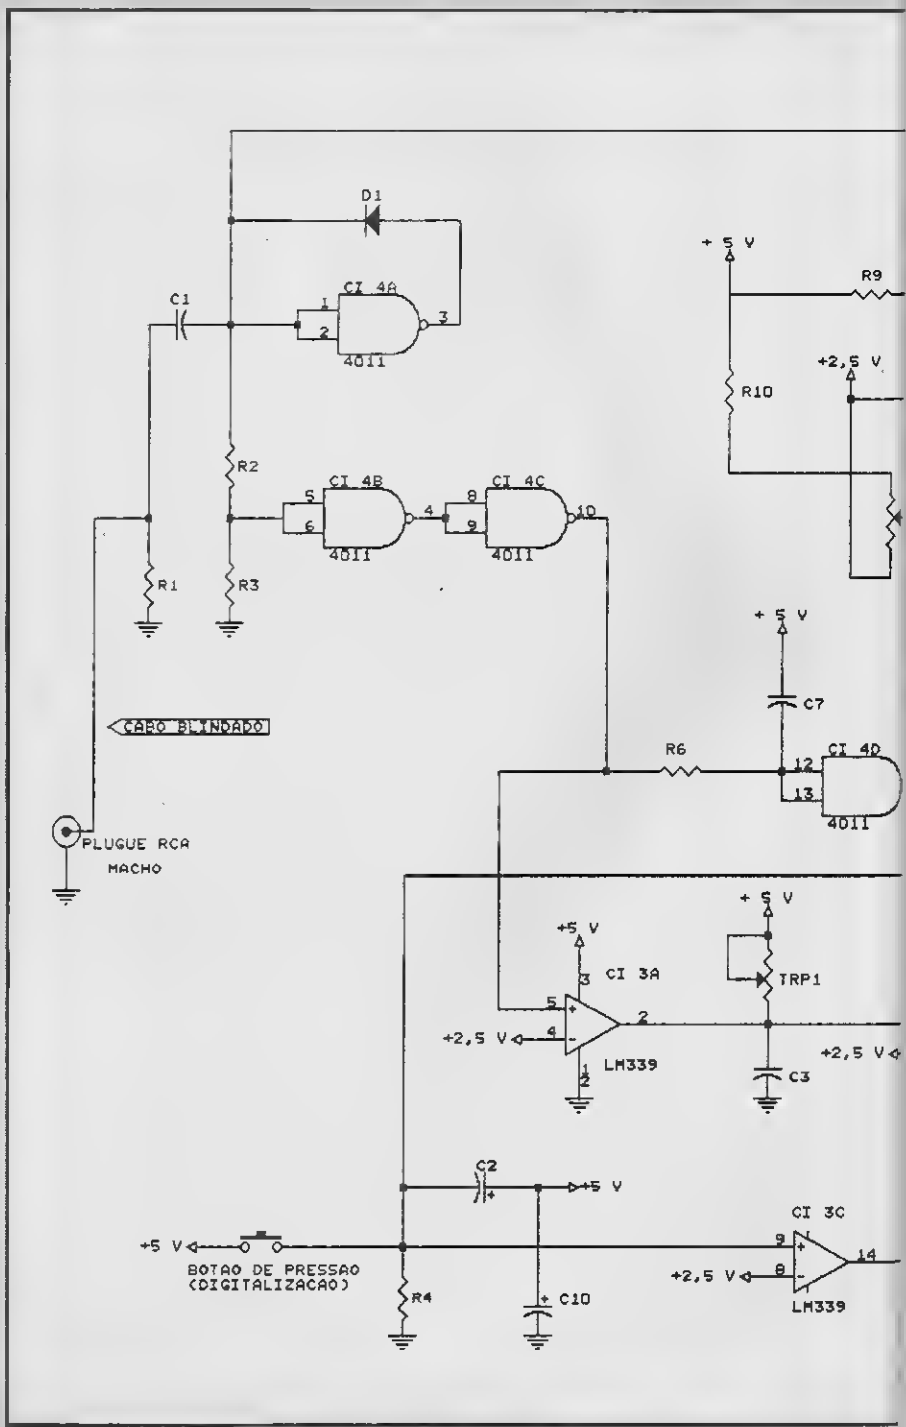 D1
+ 5 V
R9
CI 4A
C1
1
3
2
4011
+2,5 V
R10
R2
CI 4B
CI 4C
5
4
8
10
6
9
4011
4011
R1
R3
+ 5 V
C7
CABO BLINDADO
R6
CI 4D
12
13
4011
PLUGUE RCA
MACHO
+ 5 V
+5 V
CI 3A
3
TRP1
5
+
2
+2,5 V
4
-
+2,5 V
1
2
LM339
C3
C2
+
+5 V
CI 3C
+5 V
9
+
14
BOTAO DE PRESSAO
(DIGITALIZACAO)
+2,5 V
8
-
R4
+
C10
LM339